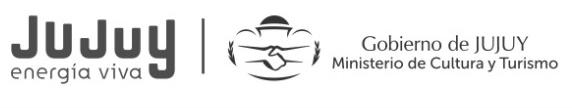 Jujuy
energía viva
Gobierno de JUJUY
Ministerio de Cultura y Turismo